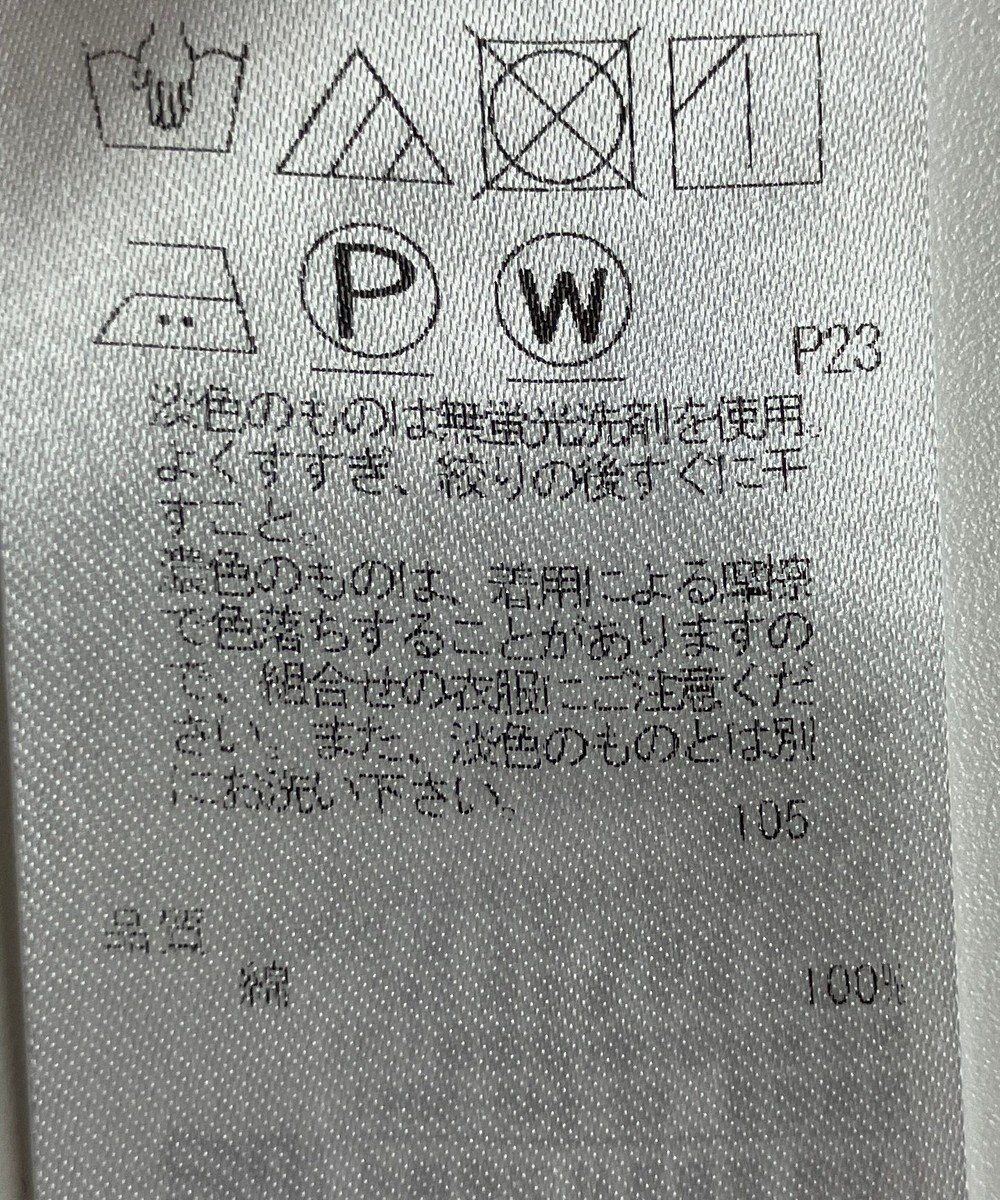 P
W
P23
淡色のものは無蛍光洗剤を使用。
よくすすぎ、絞りの後すぐに干
すこと。
濃色のものは、着用による摩擦
で色落ちすることがありますの
で、組合せの衣服にご注意くだ
さい。また、淡色のものとは別
にお洗い下さい。
105
品質
綿 100%